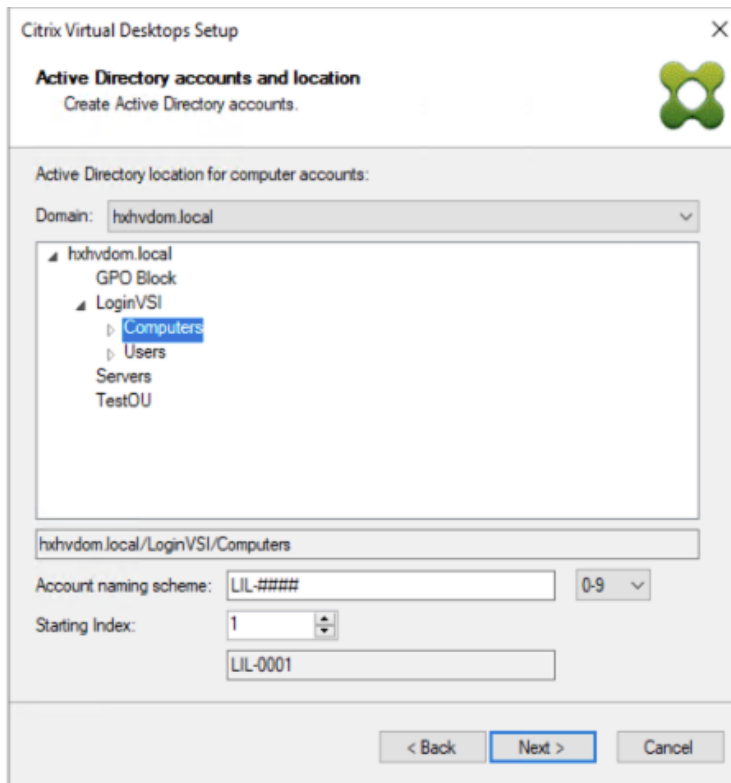 Citrix Virtual Desktops Setup
Active Directory accounts and location
Create Active Directory accounts.
Active Directory location for computer accounts:
Domain: hxhvdom.local
hxhvdom.local
GPO Block
LoginVSI
Computers
Users
Servers
TestOU
hxhvdom.local/LoginVSI/Computers
Account naming scheme: LIL-#### 0-9
Starting Index: 1
LIL-0001
< Back Next > Cancel